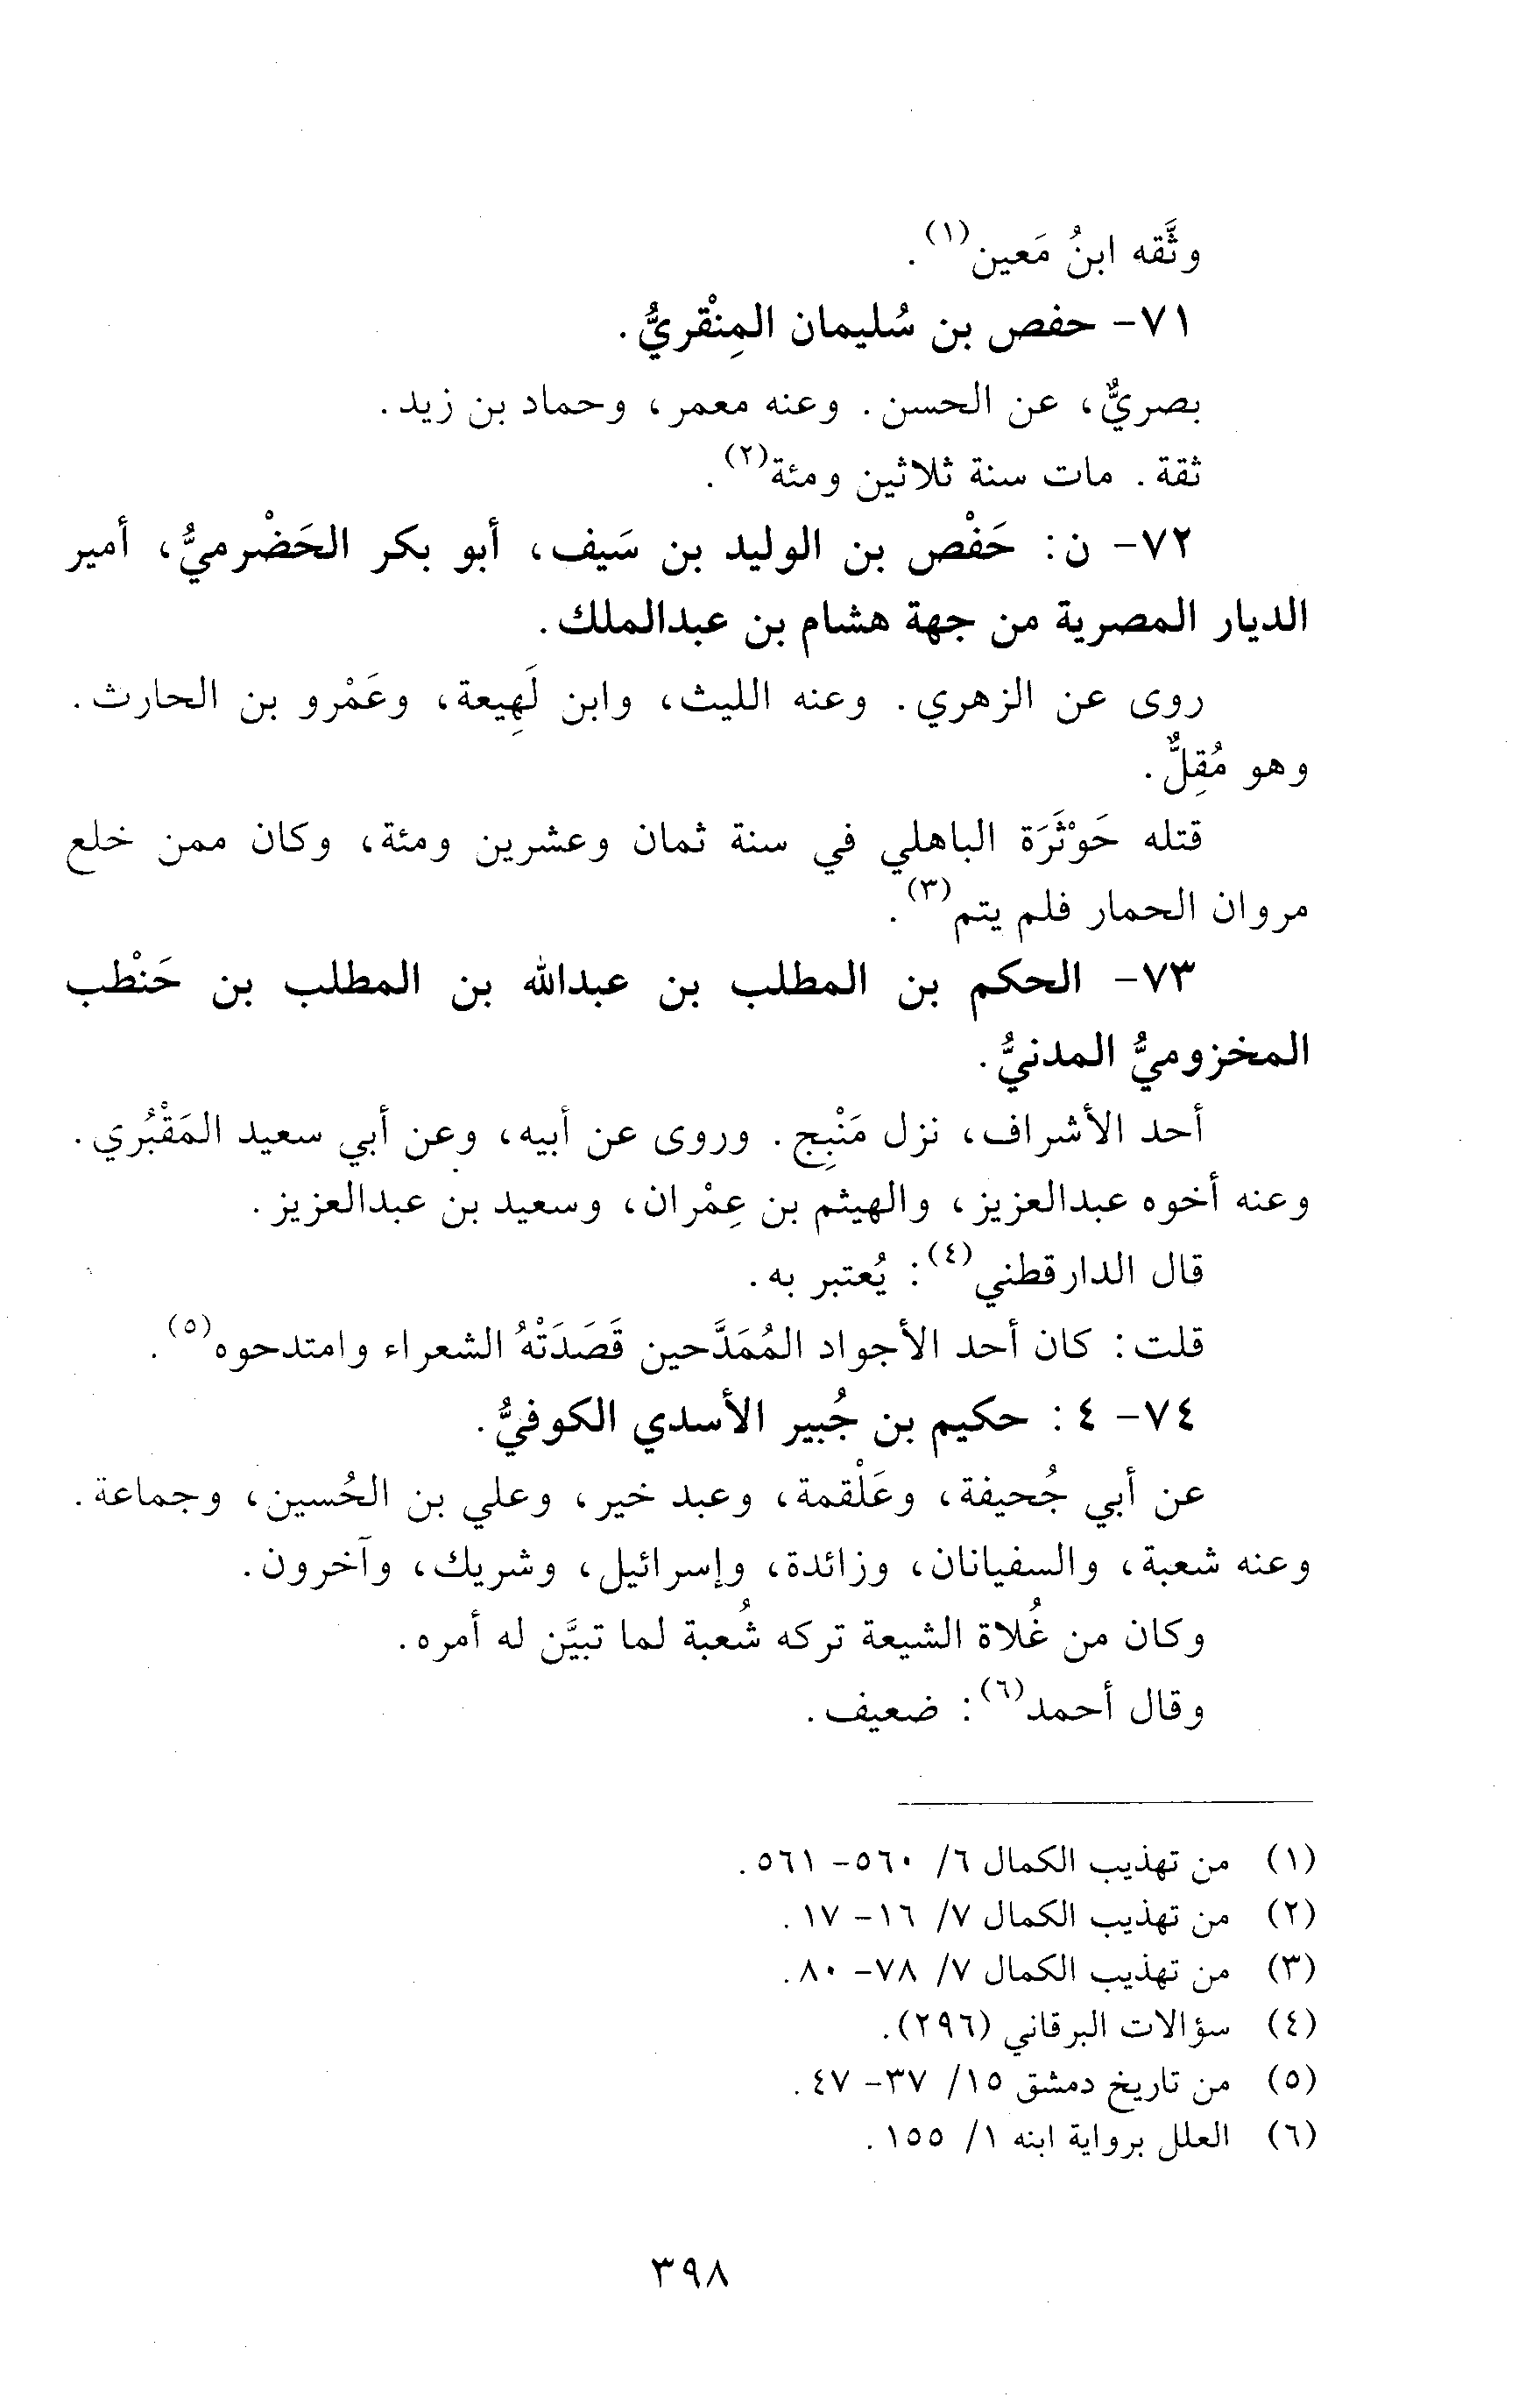 وثَّقه ابنُ مَعين(١).
٧١- حفص بن سُليمان المِنْقريُّ.
بصريٌّ، عن الحسن. وعنه معمر، وحماد بن زيد.
ثقة. مات سنة ثلاثين ومئة(٢).
٧٢- ن: حَفْص بن الوليد بن سَيف، أبو بكر الحَضْرميُّ، أمير
الديار المصرية من جهة هشام بن عبدالملك.
روى عن الزهري. وعنه الليث، وابن لَهِيعة، وعَمْرو بن الحارث.
وهو مُقِلٌّ.
قتله حَوْثَرَة الباهلي في سنة ثمان وعشرين ومئة، وكان ممن خلع
مروان الحمار فلم يتم(٣).
٧٣- الحكم بن المطلب بن عبدالله بن المطلب بن حَنْطب
المخزوميُّ المدنيُّ.
أحد الأشراف، نزل مَنْبِج. وروى عن أبيه، وعن أبي سعيد المَقْبُري.
وعنه أخوه عبدالعزيز، والهيثم بن عِمْران، وسعيد بن عبدالعزيز.
قال الدارقطني(٤): يُعتبر به.
قلت: كان أحد الأجواد المُمَدَّحين قَصَدَتْهُ الشعراء وامتدحوه(٥).
٧٤- ٤: حكيم بن جُبير الأسدي الكوفيُّ.
عن أبي جُحيفة، وعَلْقمة، وعبد خير، وعلي بن الحُسين، وجماعة.
وعنه شعبة، والسفيانان، وزائدة، وإسرائيل، وشريك، وآخرون.
وكان من غُلاة الشيعة تركه شُعبة لما تبيَّن له أمره.
وقال أحمد(٦): ضعيف.
(١) من تهذيب الكمال ٦/ ٥٦٠- ٥٦١.
(٢) من تهذيب الكمال ٧/ ١٦- ١٧.
(٣) من تهذيب الكمال ٧/ ٧٨- ٨٠.
(٤) سؤالات البرقاني (٢٩٦).
(٥) من تاريخ دمشق ١٥/ ٣٧- ٤٧.
(٦) العلل برواية ابنه ١/ ١٥٥.
٣٩٨